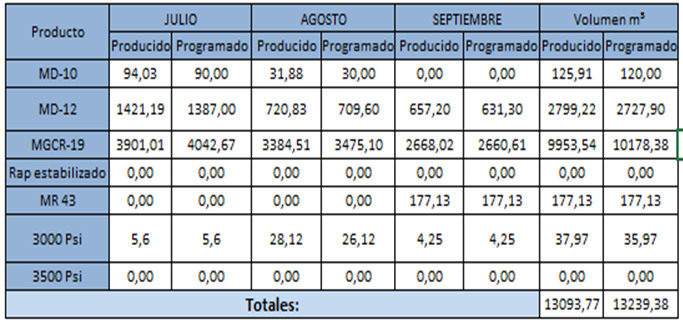 Producto JULIO AGOSTO SEPTIEMBRE Volumen m³
Producido Programado Producido Programado Producido Programado Producido Programado
MD-10 94,03 90,00 31,88 30,00 0,00 0,00 125,91 120,00
MD-12 1421,19 1387,00 720,83 709,60 657,20 631,30 2799,22 2727,90
MGCR-19 3901,01 4042,67 3384,51 3475,10 2668,02 2660,61 9953,54 10178,38
Rap estabilizado 0,00 0,00 0,00 0,00 0,00 0,00 0,00 0,00
MR 43 0,00 0,00 0,00 0,00 177,13 177,13 177,13 177,13
3000 Psi 5,6 5,6 28,12 26,12 4,25 4,25 37,97 35,97
3500 Psi 0,00 0,00 0,00 0,00 0,00 0,00 0,00 0,00
Totales: 13093,77 13239,38